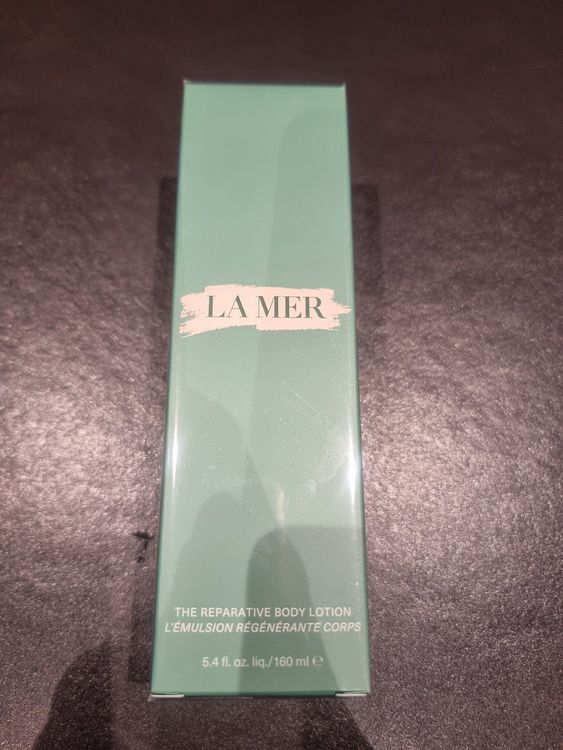 LA MER
THE REPARATIVE BODY LOTION
L'ÉMULSION RÉGÉNÉRANTE CORPS
5.4 fl. oz. liq./160 ml ℮